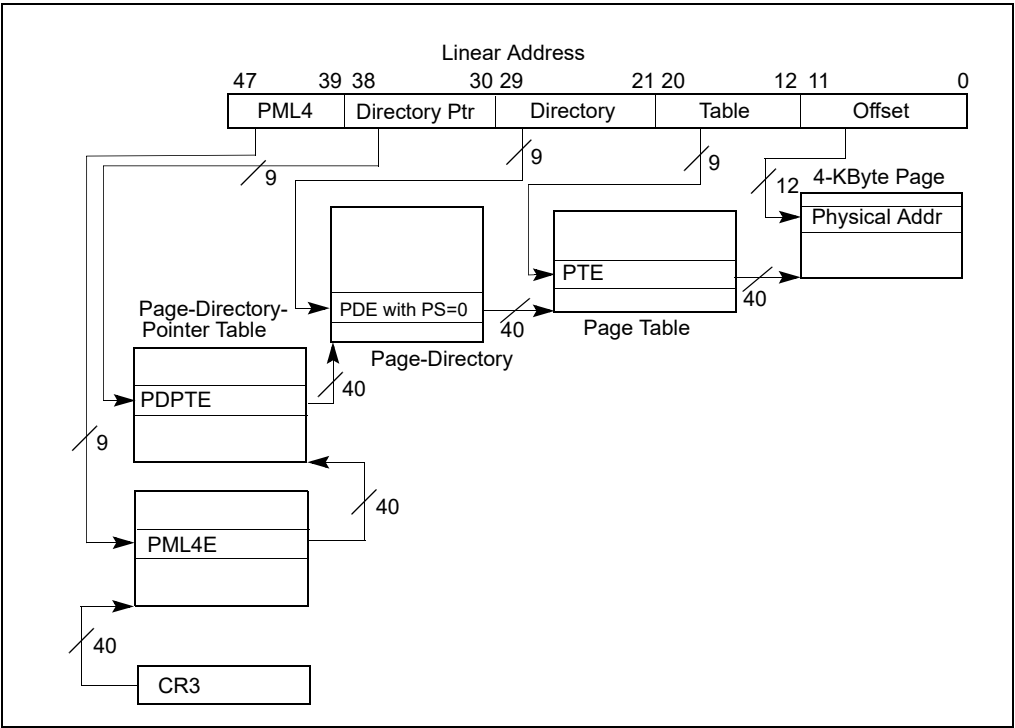 Linear Address
47 39 38 30 29 21 20 12 11 0
PML4 Directory Ptr Directory Table Offset
9 9 9 12
4-KByte Page
Physical Addr
PTE
40
PDE with PS=0
40
Page Table
Page-Directory-
Pointer Table
Page-Directory
40
PDPTE
9
40
PML4E
40
CR3